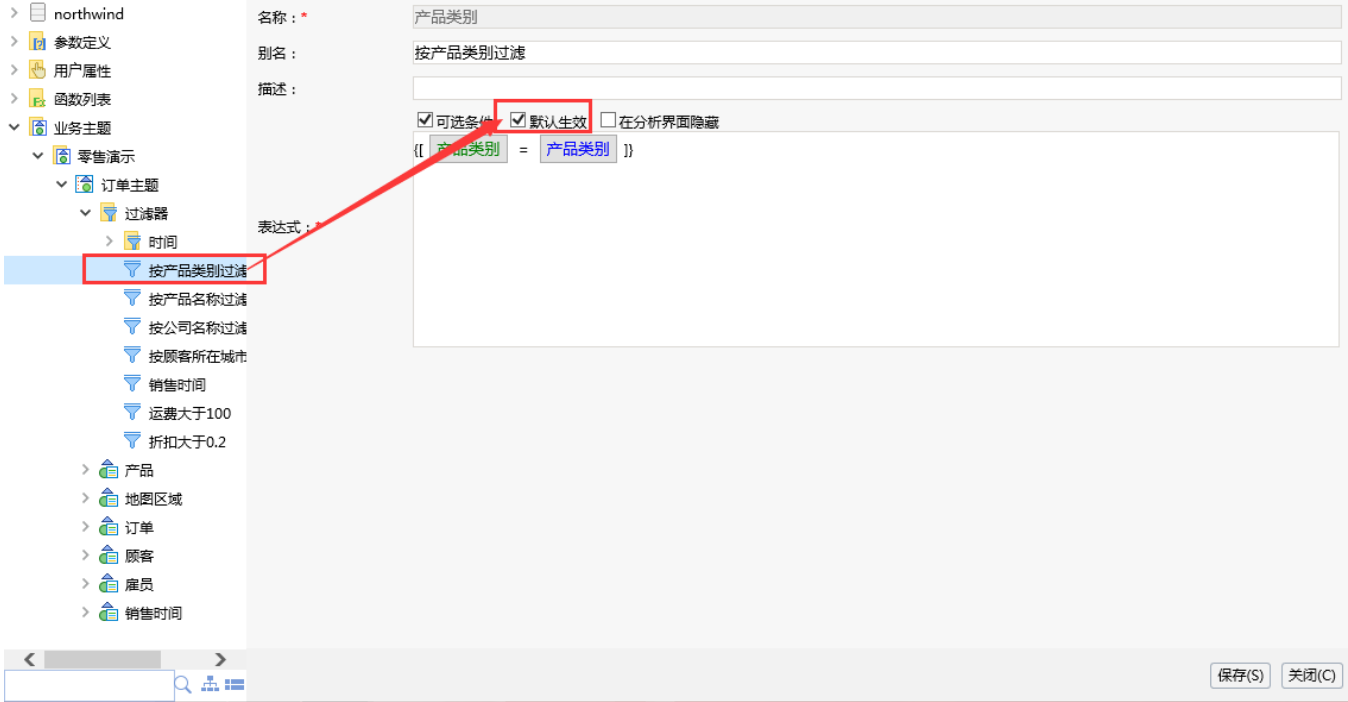 northwind
参数定义
用户属性
函数列表
业务主题
零售演示
订单主题
过滤器
时间
按产品类别过滤
按产品名称过滤
按公司名称过滤
按顾客所在城市
销售时间
运费大于100
折扣大于0.2
产品
地图区域
订单
顾客
雇员
销售时间
名称：* 产品类别
别名： 按产品类别过滤
描述：
可选条件 默认生效 在分析界面隐藏
{[ 产品类别 = 产品类别 ]}
表达式：*
保存(S) 关闭(C)